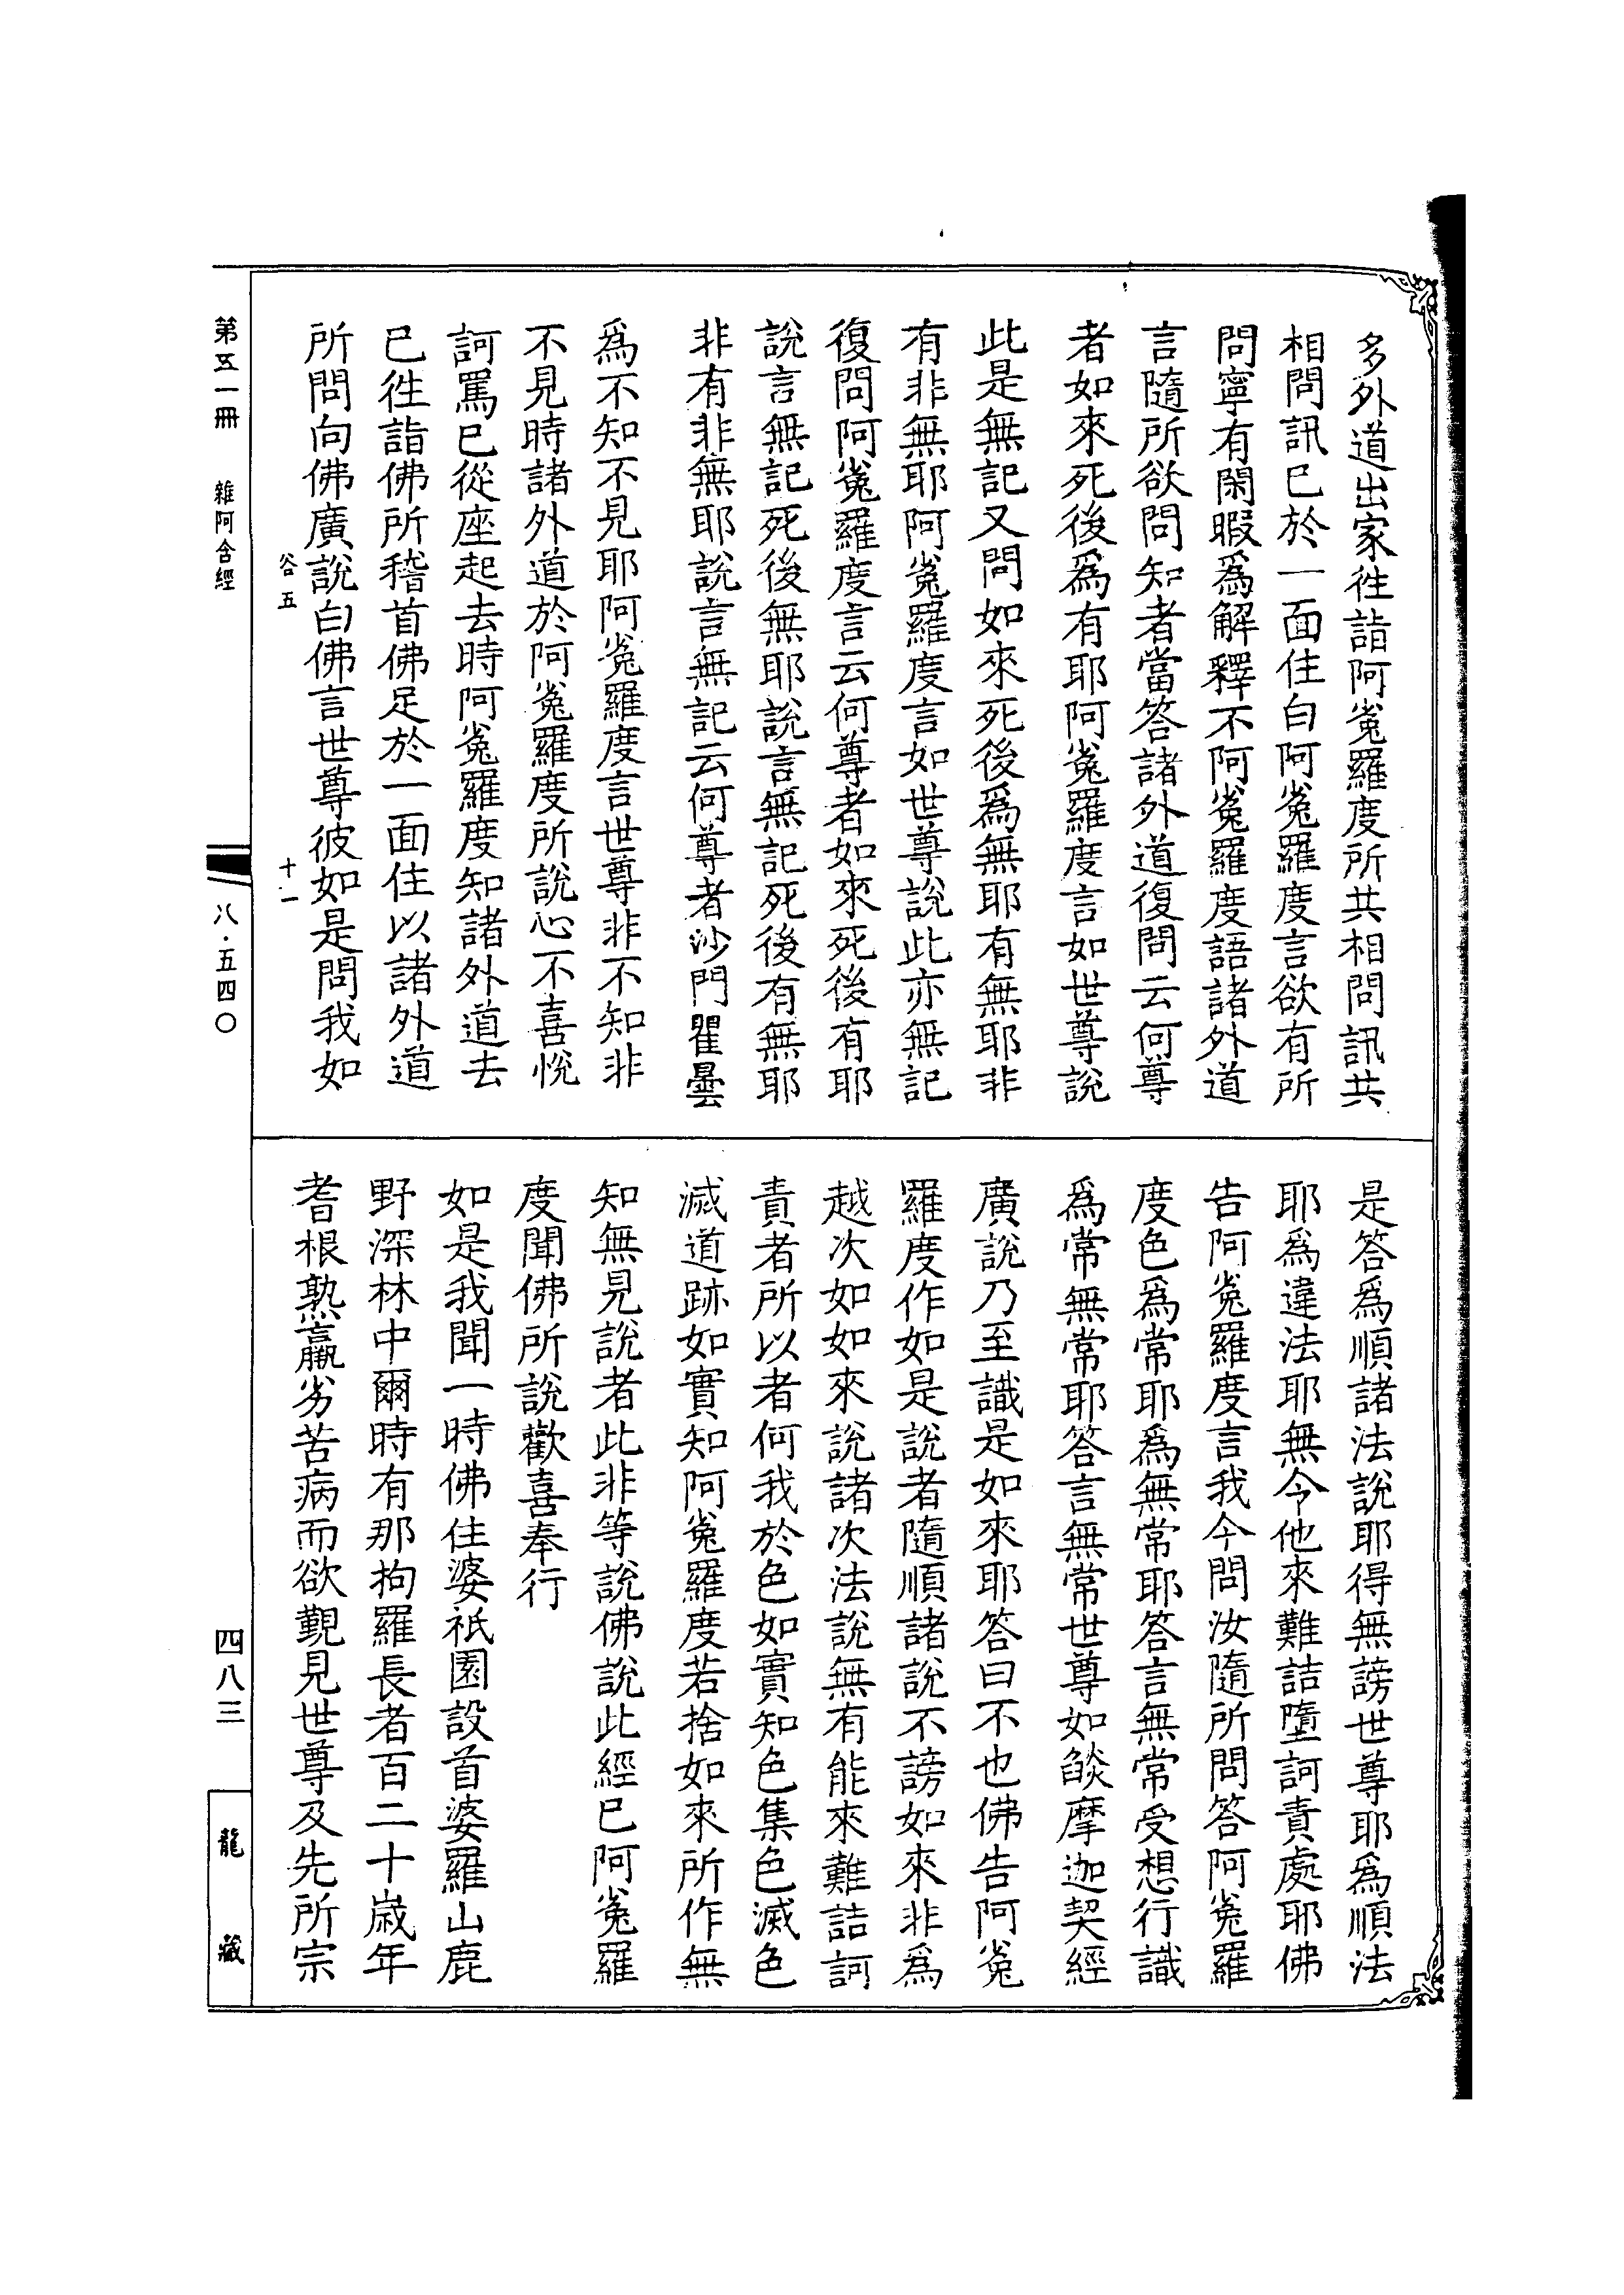 多外道出家往詣阿㝹羅度所共相問訊共
相問訊已於一面住白阿㝹羅度言欲有所
問寧有閑暇爲解釋不阿㝹羅度語諸外道
言隨所欲問知者當答諸外道復問云何尊
者如來死後爲有耶阿㝹羅度言如世尊說
此是無記又問如來死後爲無耶有無耶非
有非無耶阿㝹羅度言如世尊說此亦無記
復問阿㝹羅度言云何尊者如來死後有耶
說言無記死後無耶說言無記死後有無耶
非有非無耶說言無記云何尊者沙門瞿曇
爲不知不見耶阿㝹羅度言世尊非不知非
不見時諸外道於阿㝹羅度所說心不喜悅
訶罵已從座起去時阿㝹羅度知諸外道去
已往詣佛所稽首佛足於一面住以諸外道
所問向佛廣說白佛言世尊彼如是問我如
是答爲順諸法說耶得無謗世尊耶爲順法
耶爲違法耶無令他來難詰墮訶責處耶佛
告阿㝹羅度言我今問汝隨所問答阿㝹羅
度色爲常耶爲無常耶答言無常受想行識
爲常無常耶答言無常世尊如𦦨摩迦契經
廣說乃至識是如來耶答曰不也佛告阿㝹
羅度作如是說者隨順諸說不謗如來非爲
越次如如來說諸次法說無有能來難詰訶
責者所以者何我於色如實知色集色滅色
滅道跡如實知阿㝹羅度若捨如來所作無
知無見說者此非等說佛說此經已阿㝹羅
度聞佛所說歡喜奉行
如是我聞一時佛住婆祇國設首婆羅山鹿
野深林中爾時有那拘羅長者百二十歲年
耆根熟羸劣苦病而欲覲見世尊及先所宗
谷五 十一
第五一冊 雜阿含經 八·五四〇 四八三 龍藏